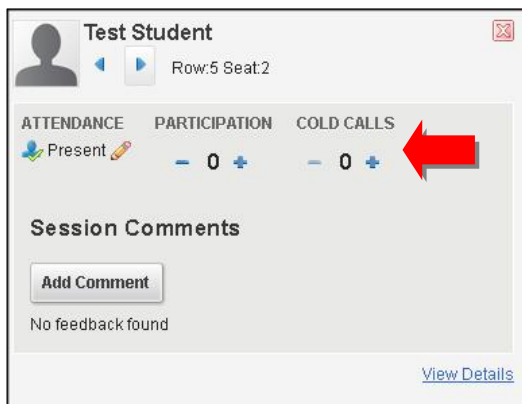 Test Student
Row:5 Seat:2
ATTENDANCE PARTICIPATION COLD CALLS
Present - 0 + - 0 +
Session Comments
Add Comment
No feedback found
View Details